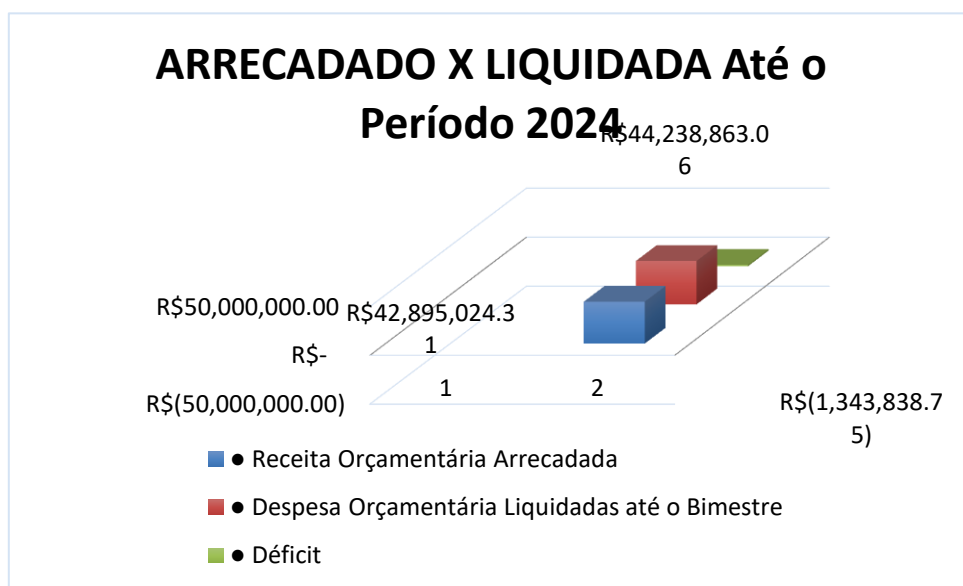 ARRECADADO X LIQUIDADA Até o
Período 2024
R$44,238,863.0
6
R$50,000,000.00
R$42,895,024.3
1
R$-
R$(50,000,000.00)
1
2
R$(1,343,838.7
5)
● Receita Orçamentária Arrecadada
● Despesa Orçamentária Liquidadas até o Bimestre
● Déficit